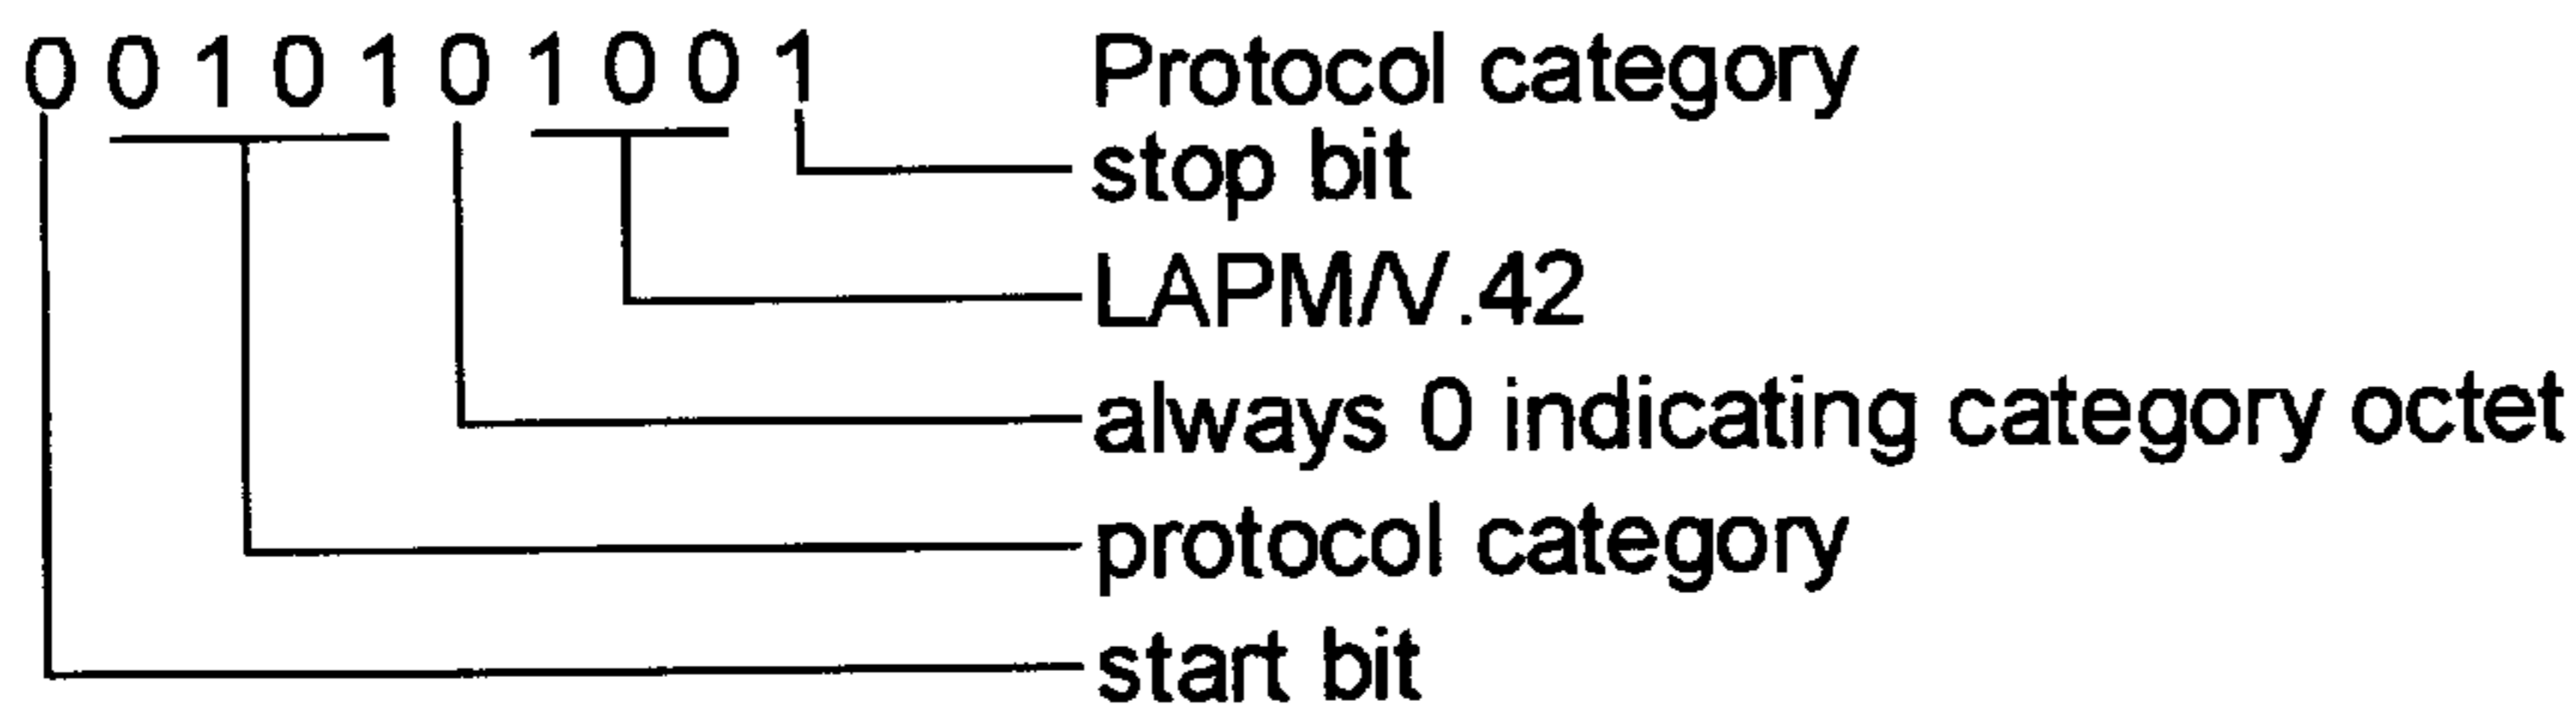 0 0 1 0 1 0 1 0 0 1 Protocol category
stop bit
LAPM/V.42
always 0 indicating category octet
protocol category
start bit